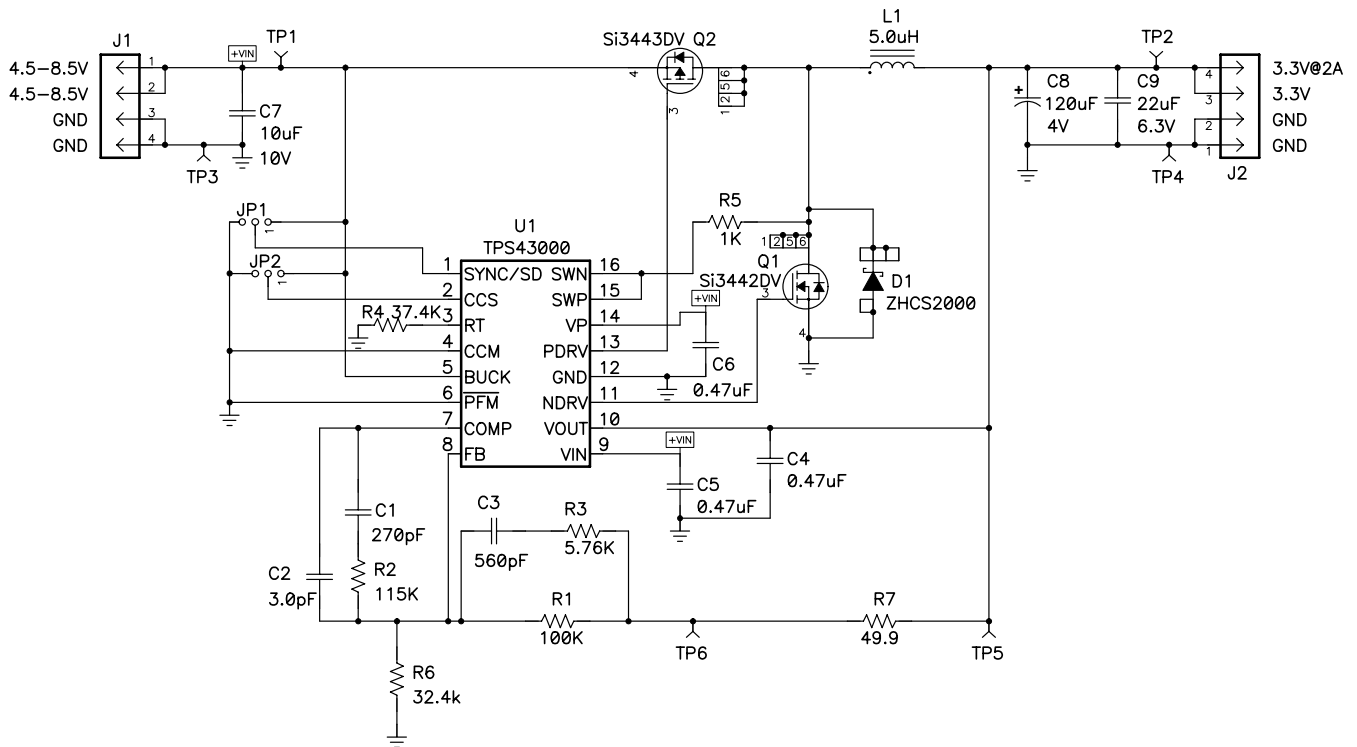 J1
4.5-8.5V
4.5-8.5V
GND
GND
1
2
3
4
+VIN
TP1
C7
10uF
10V
TP3
Si3443DV Q2
4
3
6
5
2
1
L1
5.0uH
TP2
C8
120uF
4V
+
C9
22uF
6.3V
TP4
4
3
2
1
3.3V@2A
3.3V
GND
GND
J2
JP1
1
JP2
1
U1
TPS43000
1 SYNC/SD
2 CCS
3 RT
4 CCM
5 BUCK
6 PFM
7 COMP
8 FB
SWN 16
SWP 15
VP 14
PDRV 13
GND 12
NDRV 11
VOUT 10
VIN 9
R4 37.4K
R5
1K
1 2 5 6
Q1
Si3442DV
3
4
D1
ZHCS2000
+VIN
C6
0.47uF
+VIN
C5
0.47uF
C4
0.47uF
C1
270pF
C2
3.0pF
R2
115K
C3
560pF
R3
5.76K
R1
100K
TP6
R7
49.9
TP5
R6
32.4k